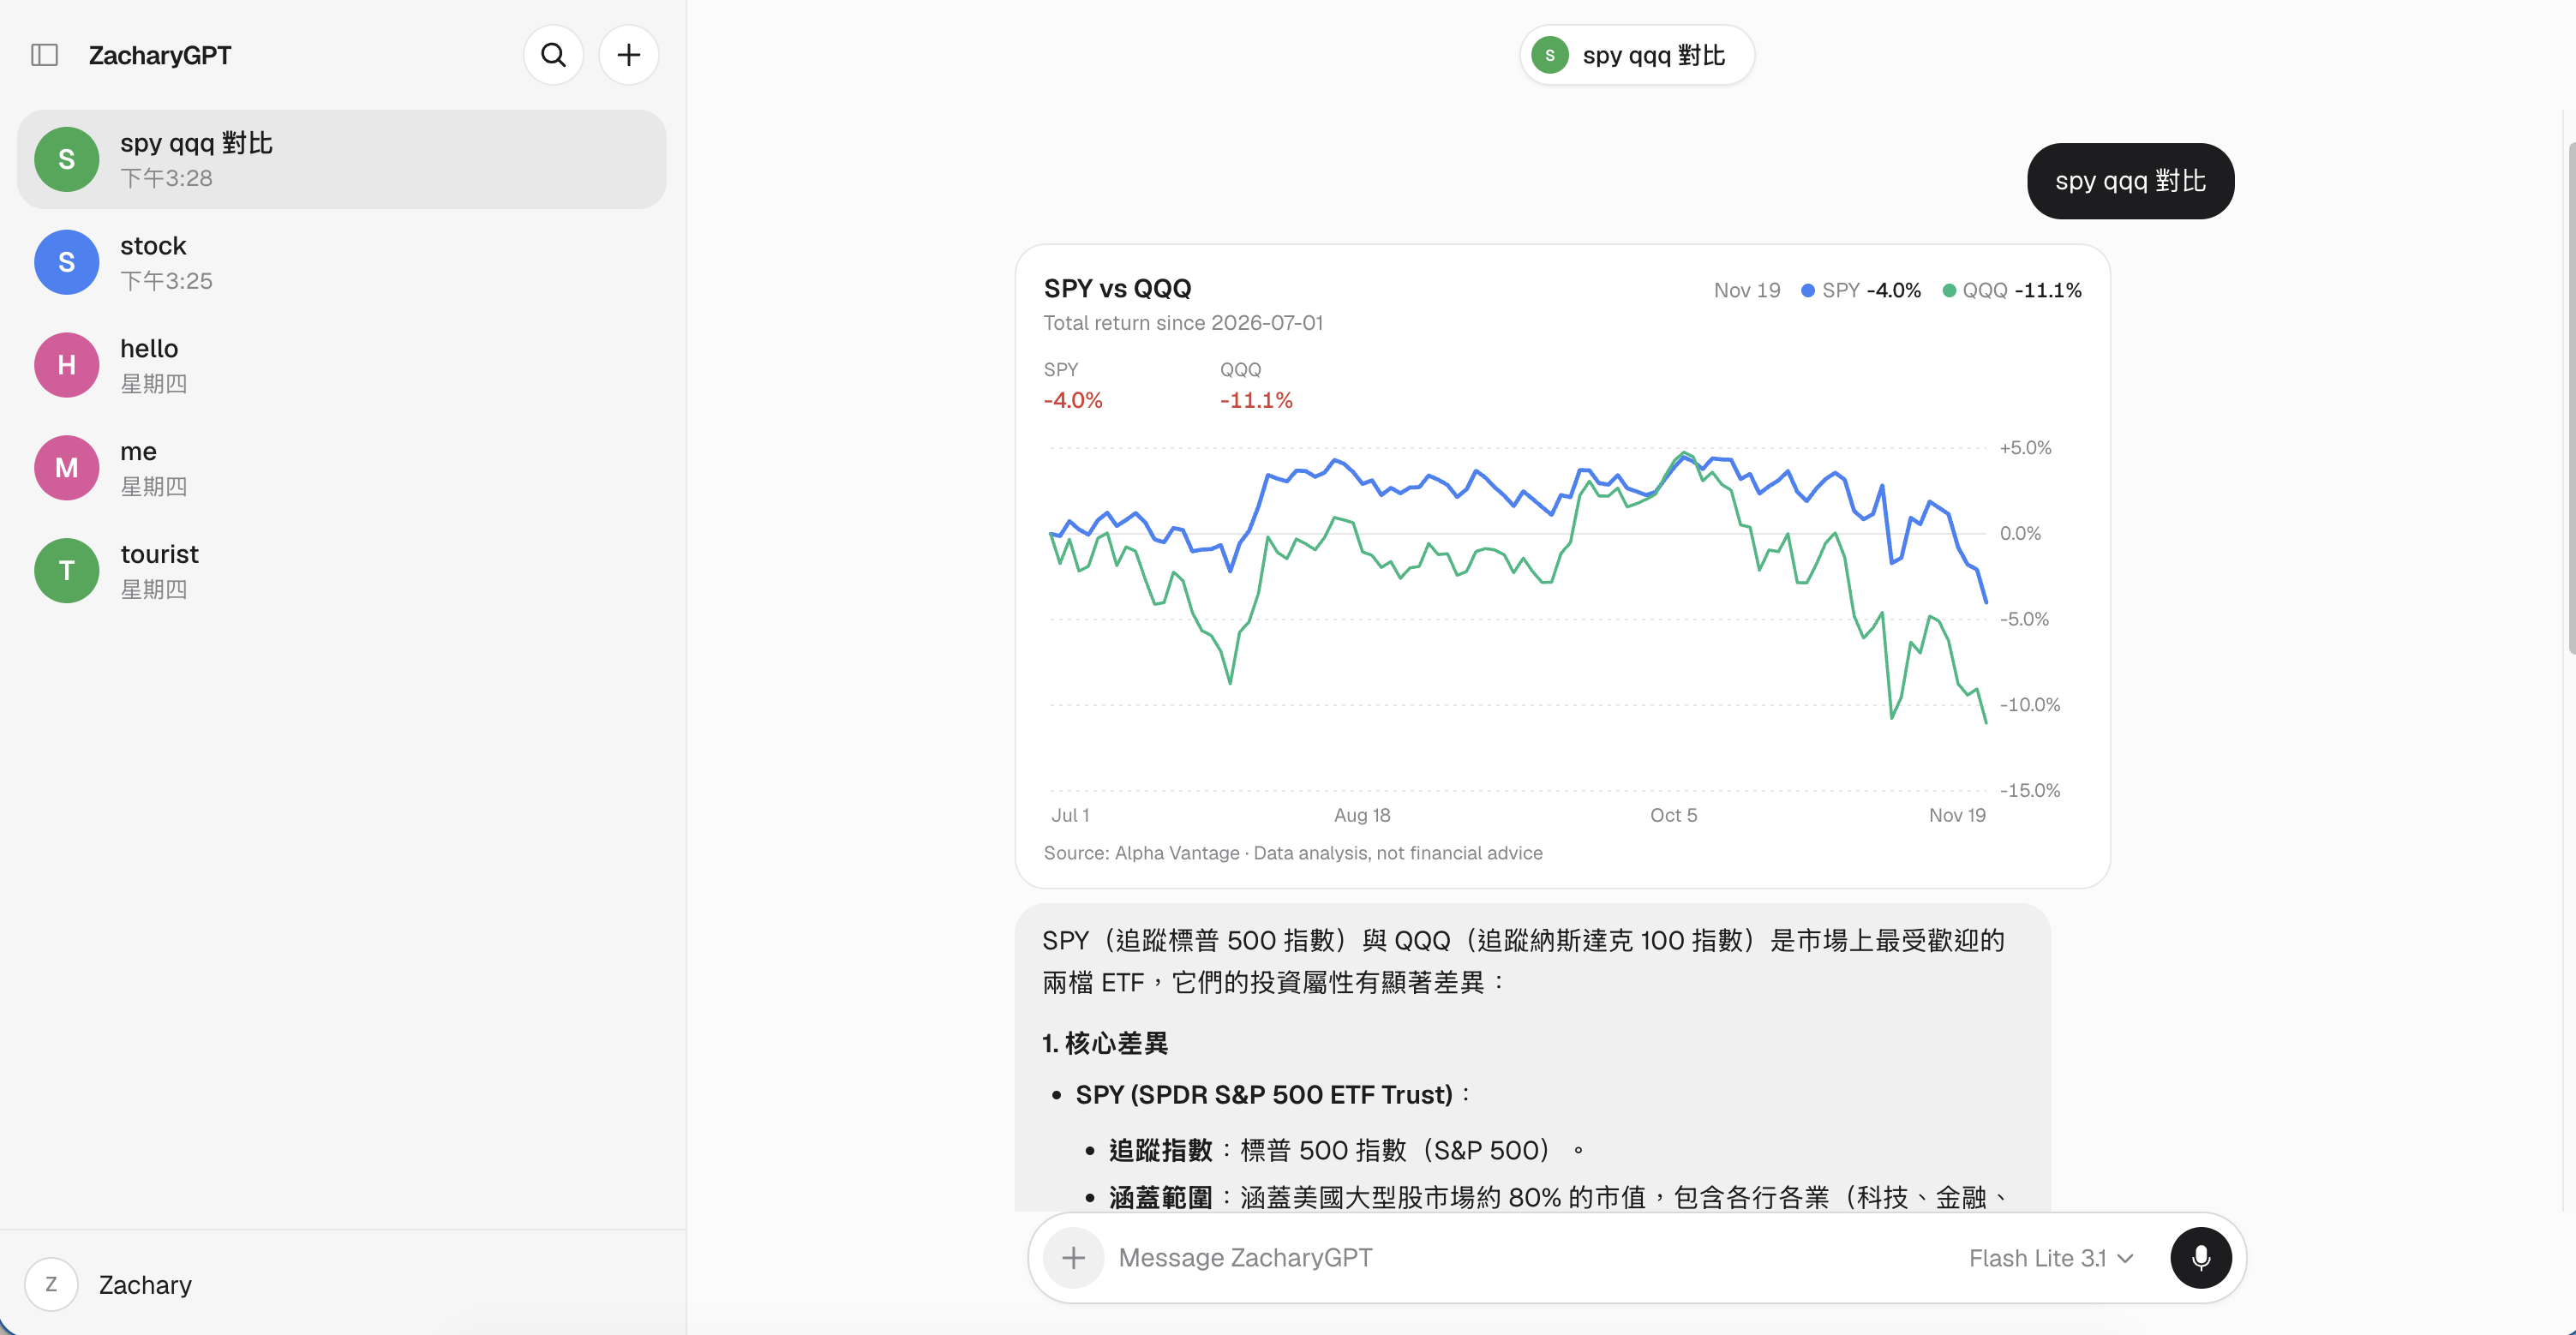 ZacharyGPT
spy qqq 對比
下午3:28
stock
下午3:25
hello
星期四
me
星期四
tourist
星期四
Zachary
spy qqq 對比
spy qqq 對比
SPY vs QQQ
Nov 19 SPY -4.0% QQQ -11.1%
Total return since 2026-07-01
SPY QQQ
-4.0% -11.1%
+5.0%
0.0%
-5.0%
-10.0%
-15.0%
Jul 1 Aug 18 Oct 5 Nov 19
Source: Alpha Vantage · Data analysis, not financial advice
SPY（追蹤標普 500 指數）與 QQQ（追蹤納斯達克 100 指數）是市場上最受歡迎的
兩檔 ETF，它們的投資屬性有顯著差異：
1. 核心差異
• SPY (SPDR S&P 500 ETF Trust)：
• 追蹤指數：標普 500 指數（S&P 500）。
• 涵蓋範圍：涵蓋美國大型股市場約 80% 的市值，包含各行各業（科技、金融、
Message ZacharyGPT
Flash Lite 3.1
S
S
S
H
M
T
Z